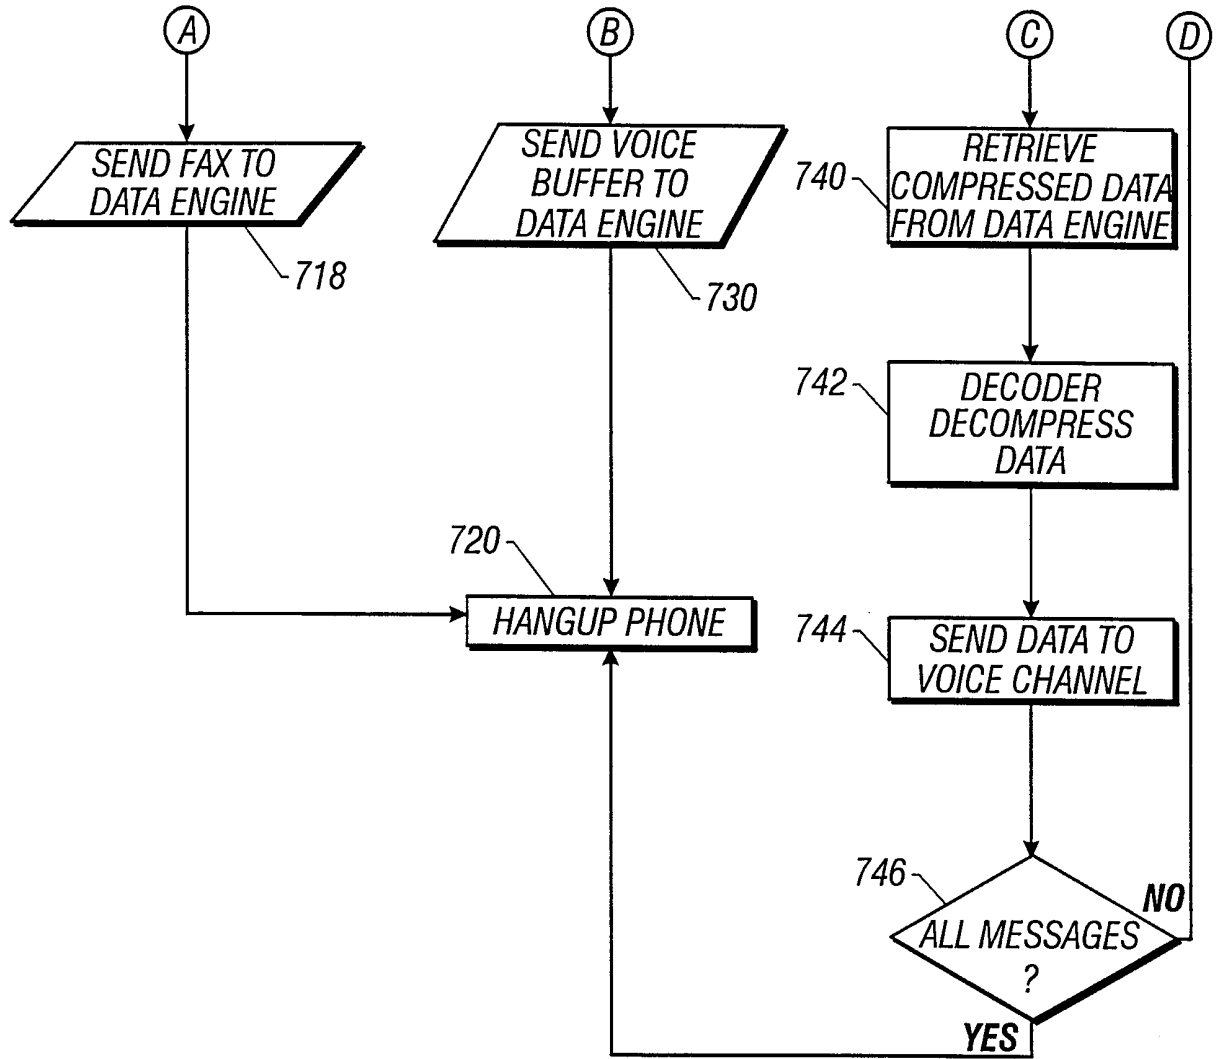 A
B
C
D
SEND FAX TO
DATA ENGINE
718
SEND VOICE
BUFFER TO
DATA ENGINE
730
740
RETRIEVE
COMPRESSED DATA
FROM DATA ENGINE
742
DECODER
DECOMPRESS
DATA
720
HANGUP PHONE
744
SEND DATA TO
VOICE CHANNEL
746
ALL MESSAGES
?
NO
YES